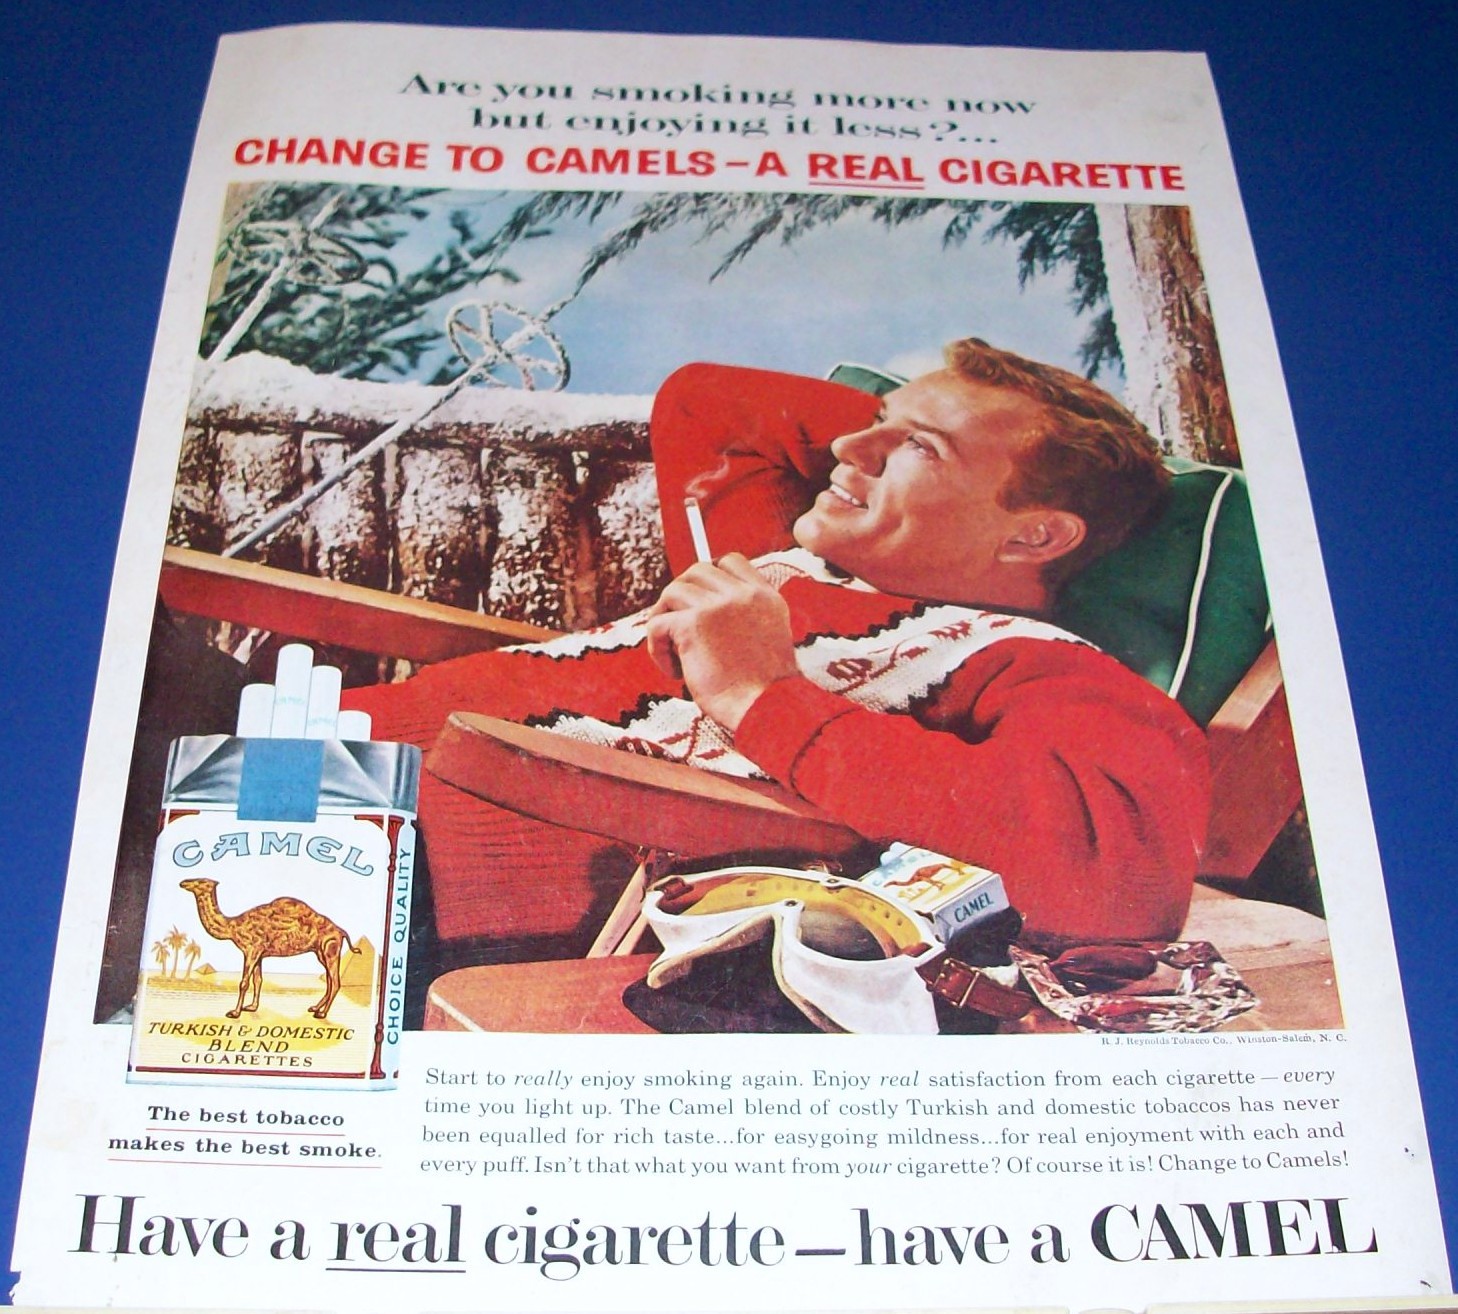 Are you smoking more now
but enjoying it less?...
CHANGE TO CAMELS–A REAL CIGARETTE
CAMEL
CHOICE QUALITY
TURKISH & DOMESTIC
BLEND
CIGARETTES
CAMEL
R. J. Reynolds Tobacco Co., Winston-Salem, N. C.
The best tobacco
makes the best smoke.
Start to really enjoy smoking again. Enjoy real satisfaction from each cigarette — every
time you light up. The Camel blend of costly Turkish and domestic tobaccos has never
been equalled for rich taste...for easygoing mildness...for real enjoyment with each and
every puff. Isn't that what you want from your cigarette? Of course it is! Change to Camels!
Have a real cigarette—have a CAMEL